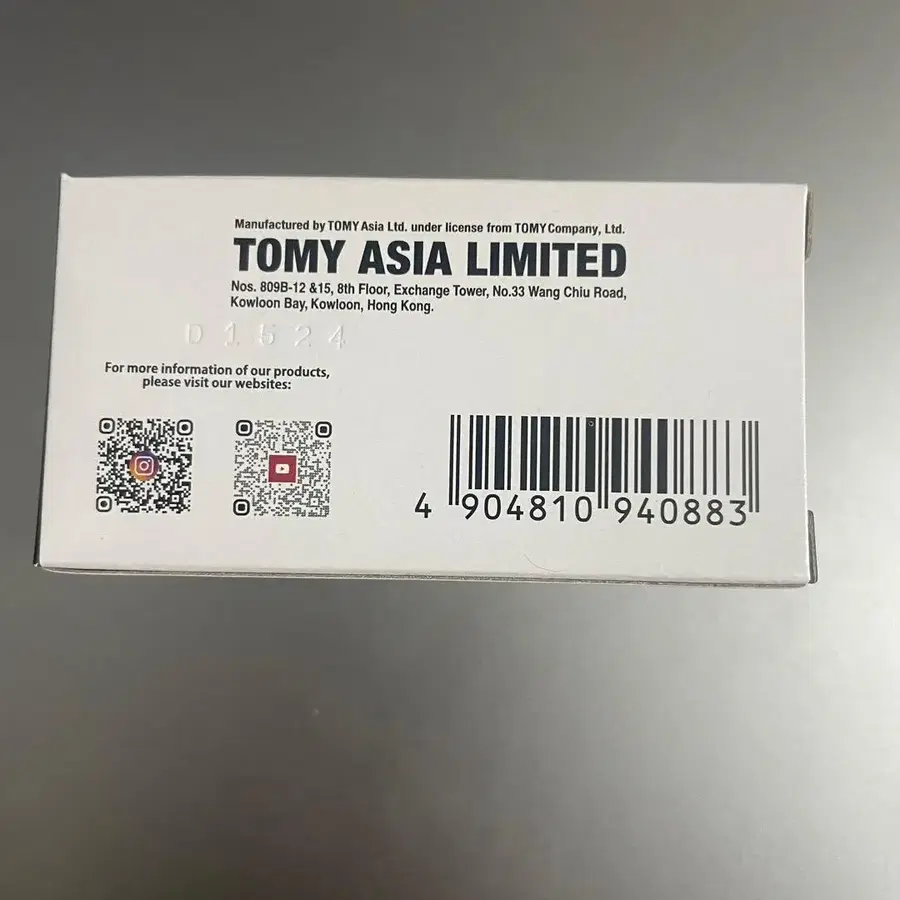 Manufactured by TOMY Asia Ltd. under license from TOMY Company, Ltd.
TOMY ASIA LIMITED
Nos. 809B-12 &15, 8th Floor, Exchange Tower, No.33 Wang Chiu Road,
Kowloon Bay, Kowloon, Hong Kong.
D 1524
For more information of our products,
please visit our websites:
4 904810 940883